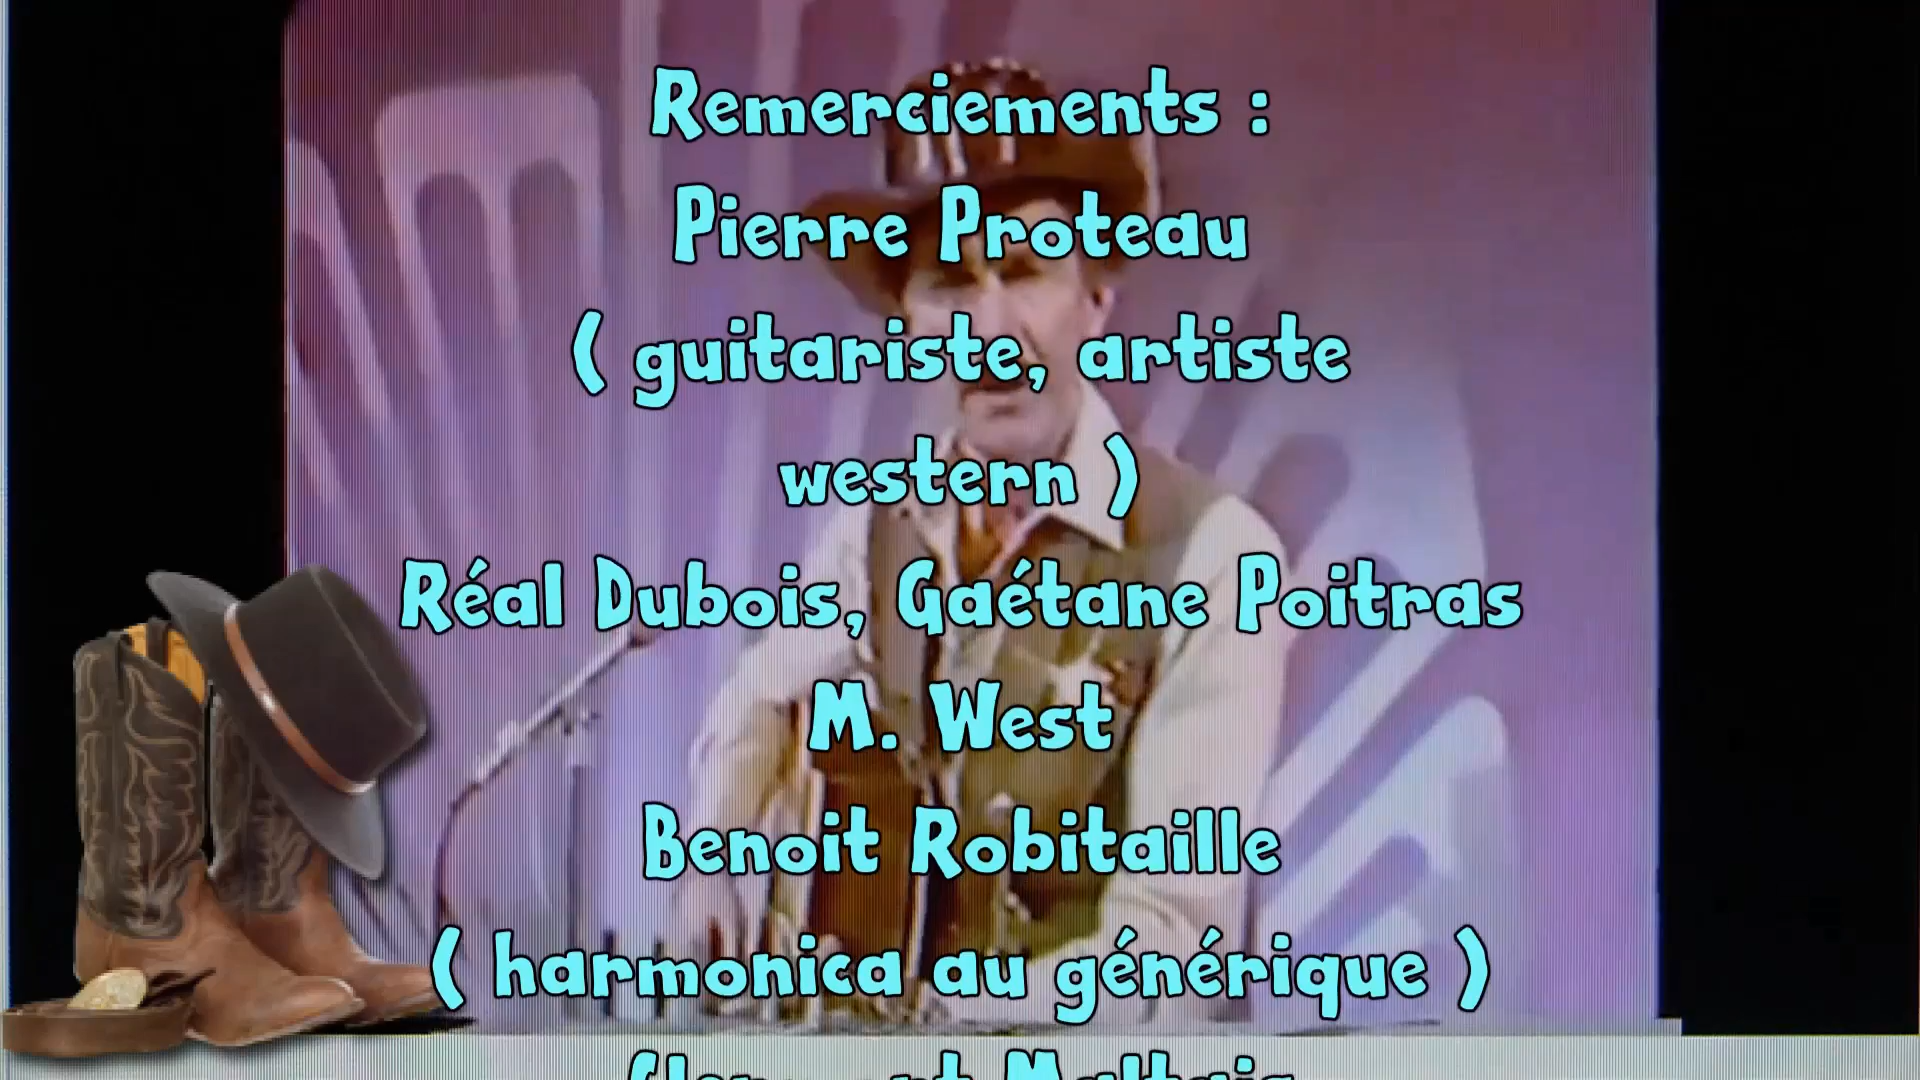 Remerciements :
Pierre Proteau
( guitariste, artiste
western )
Réal Dubois, Gaétane Poitras
M. West
Benoit Robitaille
( harmonica au générique )